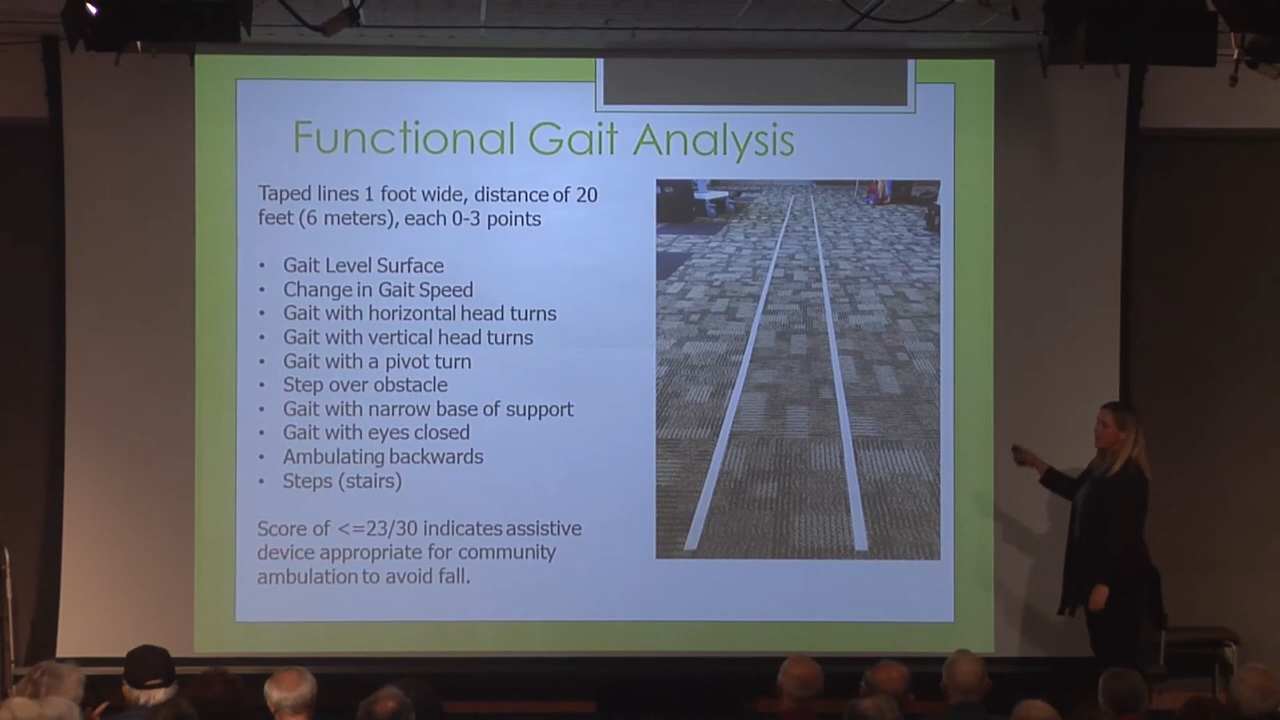 Functional Gait Analysis
Taped lines 1 foot wide, distance of 20
feet (6 meters), each 0-3 points
• Gait Level Surface
• Change in Gait Speed
• Gait with horizontal head turns
• Gait with vertical head turns
• Gait with a pivot turn
• Step over obstacle
• Gait with narrow base of support
• Gait with eyes closed
• Ambulating backwards
• Steps (stairs)
Score of <=23/30 indicates assistive
device appropriate for community
ambulation to avoid fall.